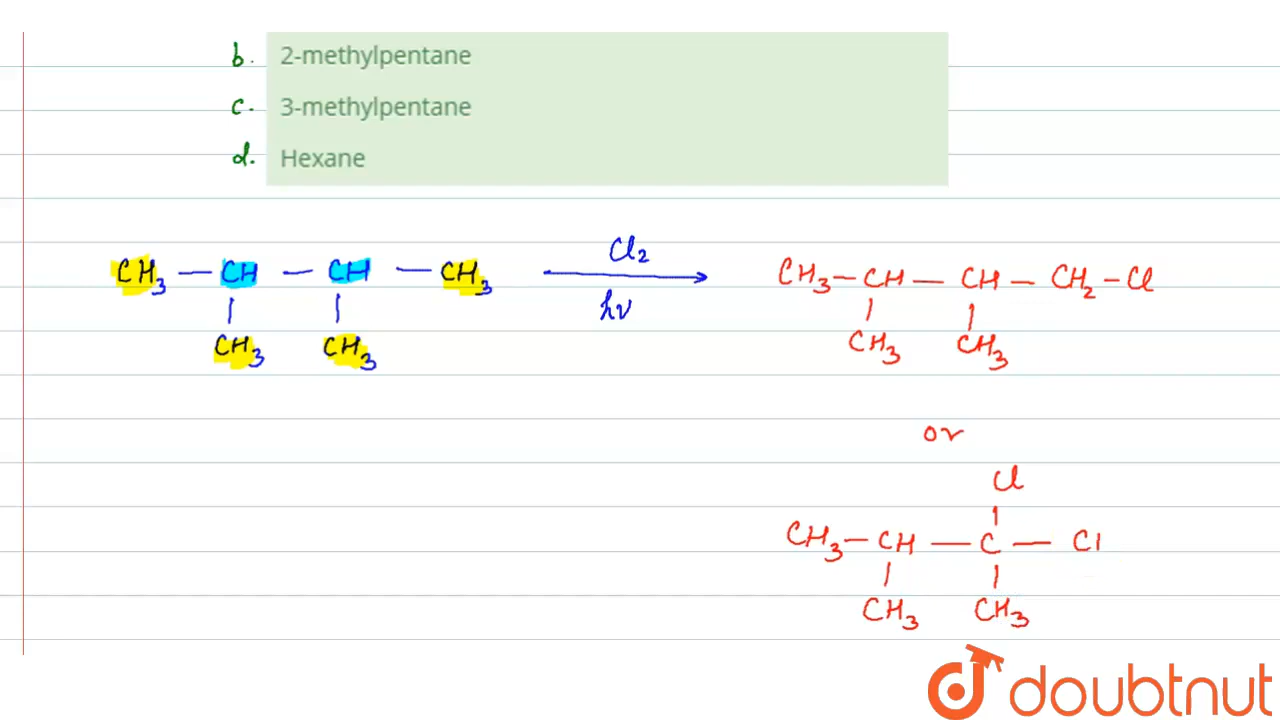 b. 2-methylpentane
c. 3-methylpentane
d. Hexane
CH3 — CH — CH — CH3
CH3 CH3
Cl2
hν
CH3 — CH — CH — CH2 — Cl
CH3 CH3
or
Cl
CH3 — CH — C — CH
CH3 CH3
doubtnut